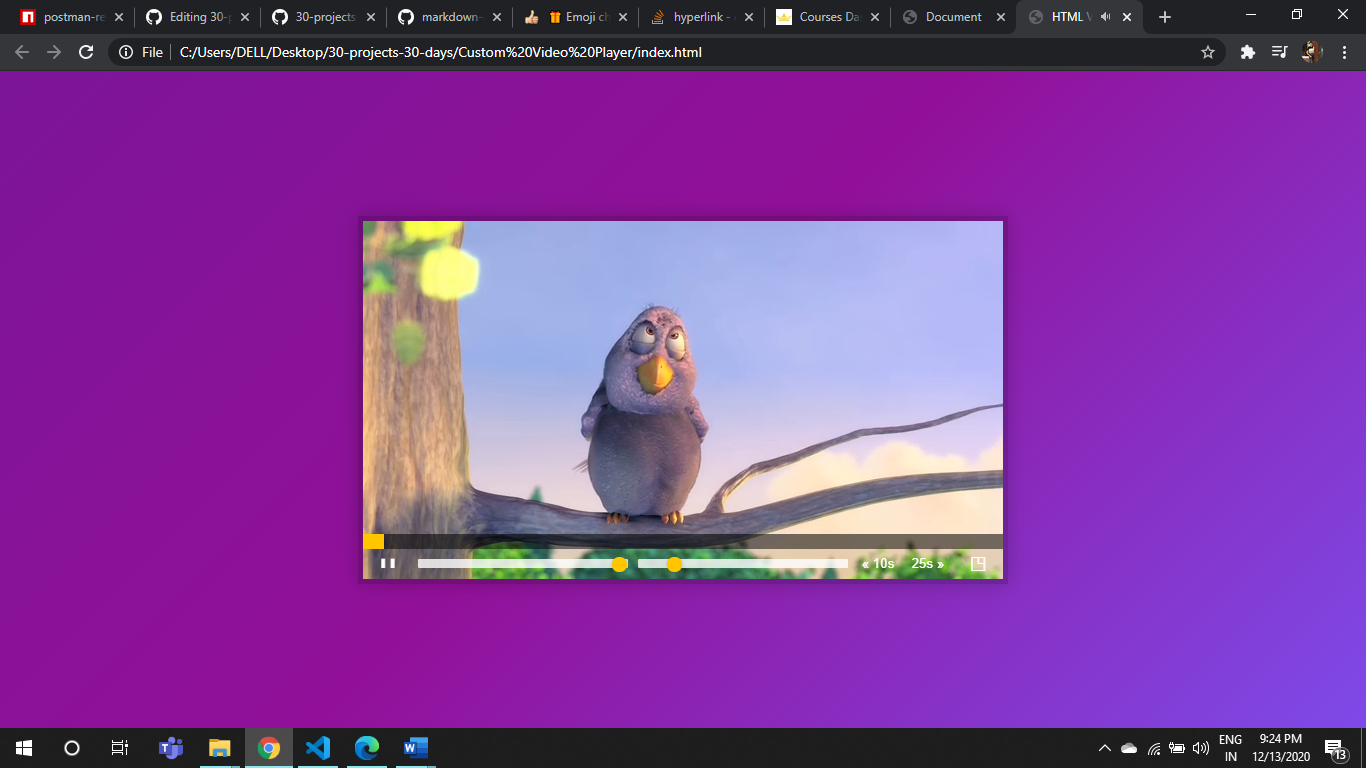 postman-re
Editing 30-p
30-projects
markdown-
Emoji ch
hyperlink -
Courses Da
Document
HTML V
File
C:/Users/DELL/Desktop/30-projects-30-days/Custom%20Video%20Player/index.html
« 10s 25s »
ENG
IN
9:24 PM
12/13/2020
13